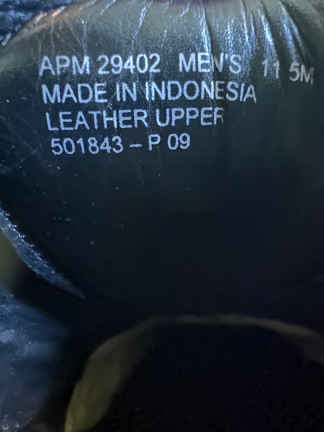 APM 29402 MEN'S 11 5M
MADE IN INDONESIA
LEATHER UPPER
501843 – P 09